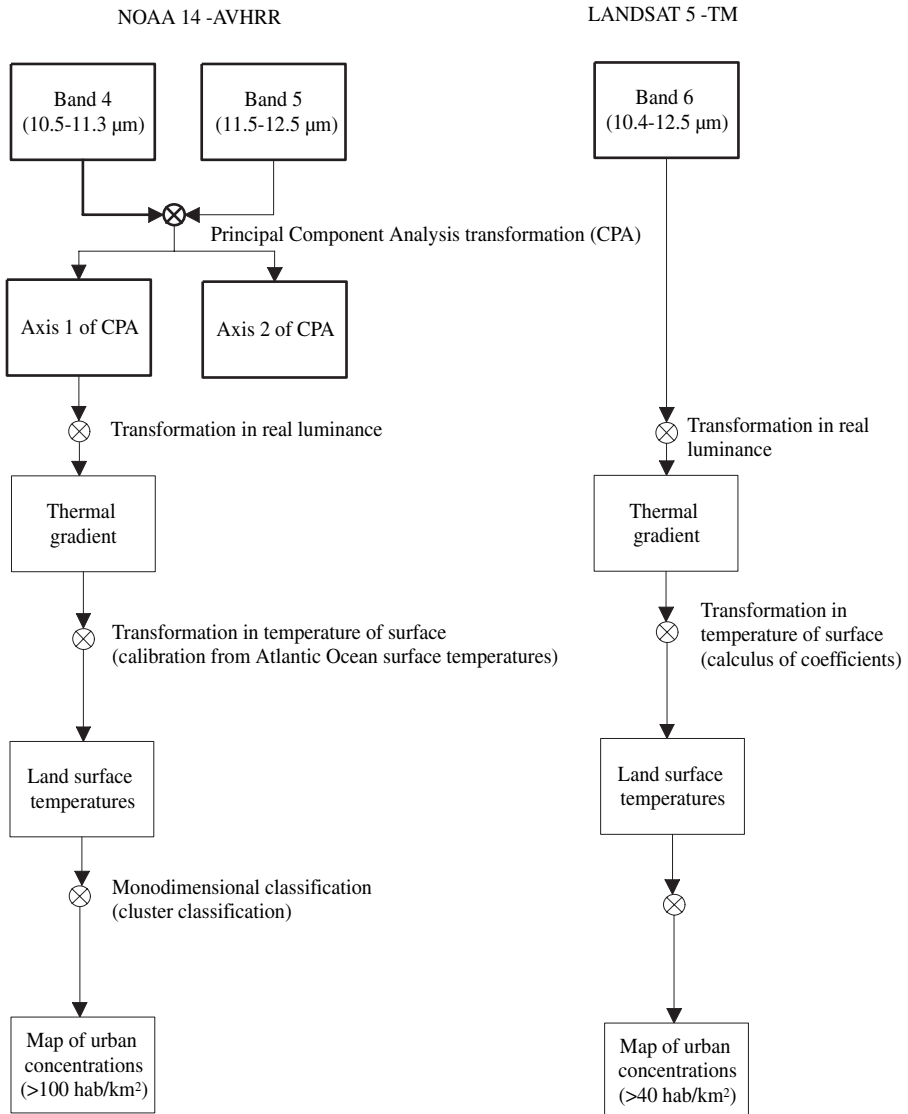 NOAA 14 -AVHRR
LANDSAT 5 -TM
Band 4
(10.5-11.3 µm)
Band 5
(11.5-12.5 µm)
Band 6
(10.4-12.5 µm)
Principal Component Analysis transformation (CPA)
Axis 1 of CPA
Axis 2 of CPA
Transformation in real luminance
Transformation in real
luminance
Thermal
gradient
Thermal
gradient
Transformation in temperature of surface
(calibration from Atlantic Ocean surface temperatures)
Transformation in
temperature of surface
(calculus of coefficients)
Land surface
temperatures
Land surface
temperatures
Monodimensional classification
(cluster classification)
Map of urban
concentrations
(>100 hab/km²)
Map of urban
concentrations
(>40 hab/km²)